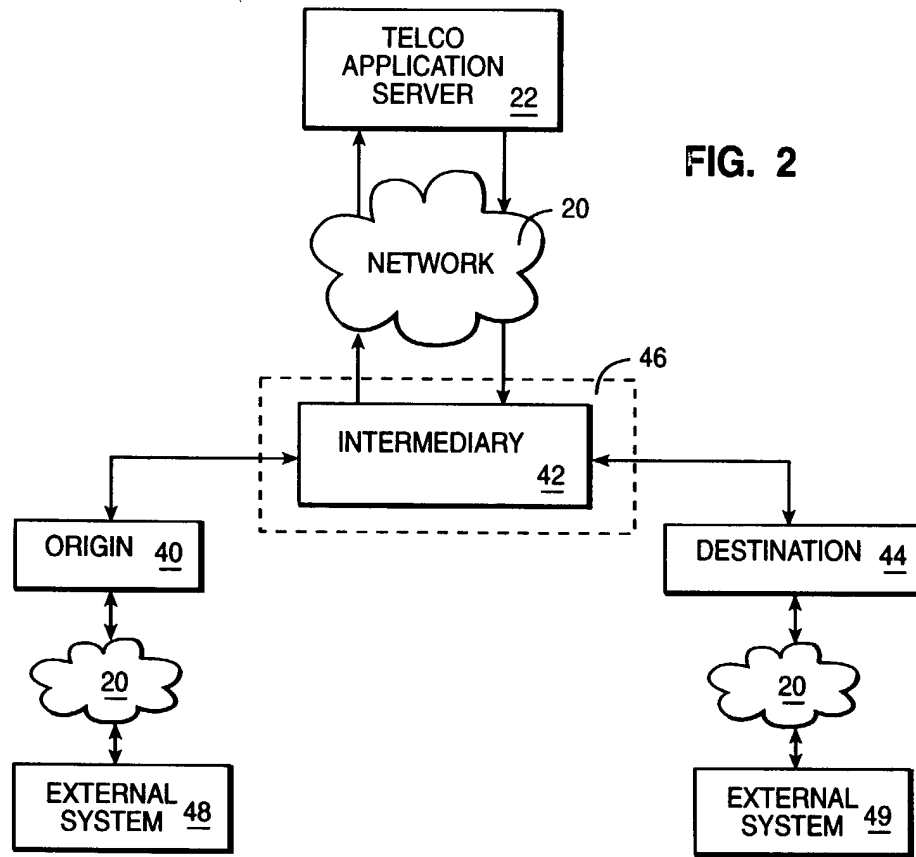 TELCO
APPLICATION
SERVER 22
FIG. 2
20
NETWORK
46
INTERMEDIARY
42
ORIGIN 40
DESTINATION 44
20
20
EXTERNAL
SYSTEM 48
EXTERNAL
SYSTEM 49